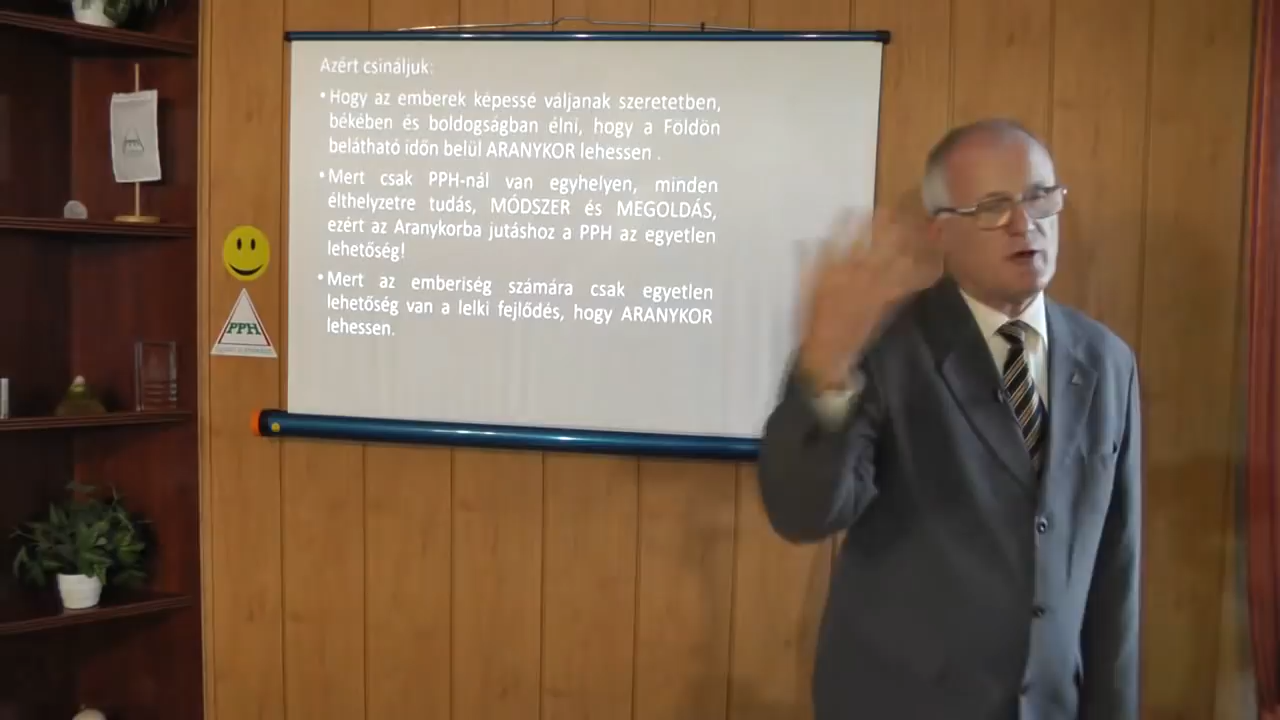 Azért csináljuk:
•Hogy az emberek képessé váljanak szeretetben,
békében és boldogságban élni, hogy a Földön
belátható időn belül ARANYKOR lehessen .
•Mert csak PPH-nál van egyhelyen, minden
élthelyzetre tudás, MÓDSZER és MEGOLDÁS,
ezért az Aranykorba jutáshoz a PPH az egyetlen
lehetőség!
•Mert az emberiség számára csak egyetlen
lehetőség van a lelki fejlődés, hogy ARANYKOR
lehessen.
PPH